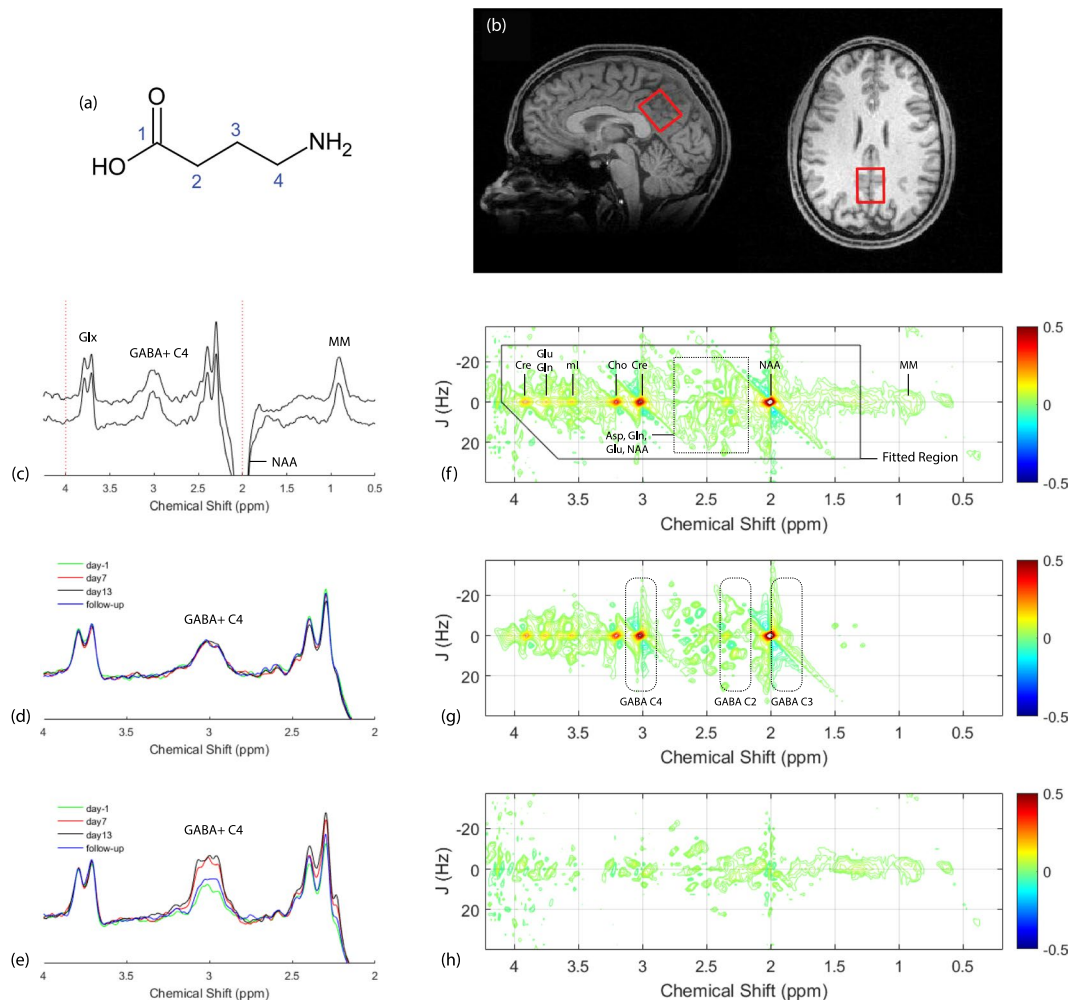 (a)
O
1
3
NH2
HO
2
4
(b)
Glx
GABA+ C4
MM
NAA
(c)
4 3.5 3.0 2.5 2.0 1.5 1.0 0.5
Chemical Shift (ppm)
day-1
day7
day13
follow-up
GABA+ C4
(d)
4 3.5 3.0 2.5 2
Chemical Shift (ppm)
day-1
day7
day13
follow-up
GABA+ C4
(e)
4 3.5 3.0 2.5 2
Chemical Shift (ppm)
Cre
Glu
Gln
mI
Cho
Cre
NAA
MM
Asp, Gln,
Glu, NAA
Fitted Region
J (Hz)
-20
0
20
(f)
4 3.5 3 2.5 2 1.5 1 0.5
Chemical Shift (ppm)
0.5
0
-0.5
J (Hz)
-20
0
20
GABA C4
GABA C2
GABA C3
(g)
4 3.5 3 2.5 2 1.5 1 0.5
Chemical Shift (ppm)
0.5
0
-0.5
J (Hz)
-20
0
20
(h)
4 3.5 3 2.5 2 1.5 1 0.5
Chemical Shift (ppm)
0.5
0
-0.5